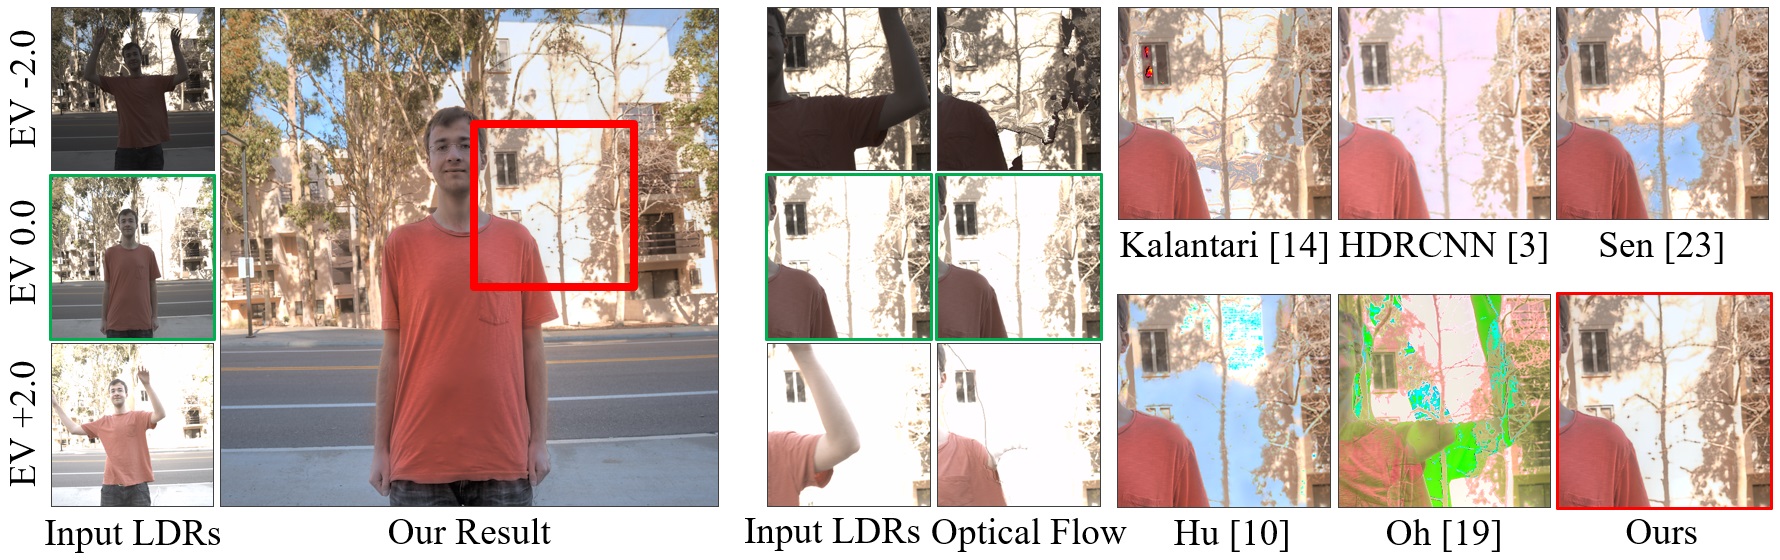 EV -2.0
EV 0.0
EV +2.0
Input LDRs
Our Result
Input LDRs
Optical Flow
Kalantari [14]
HDRCNN [3]
Sen [23]
Hu [10]
Oh [19]
Ours